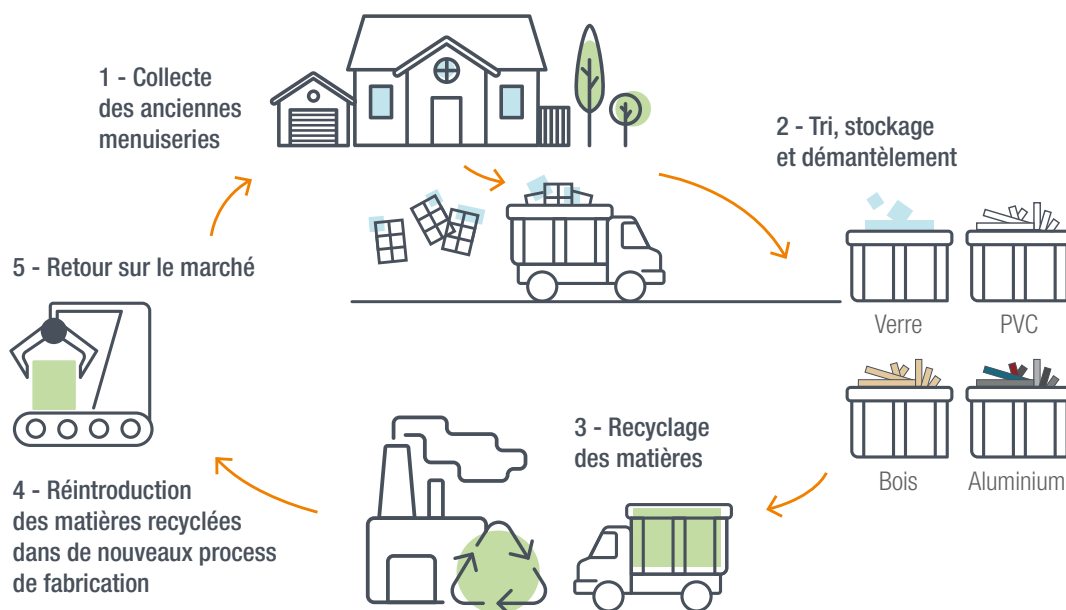 1 - Collecte
des anciennes
menuiseries
2 - Tri, stockage
et démantèlement
Verre
PVC
Bois
Aluminium
3 - Recyclage
des matières
4 - Réintroduction
des matières recyclées
dans de nouveaux process
de fabrication
5 - Retour sur le marché